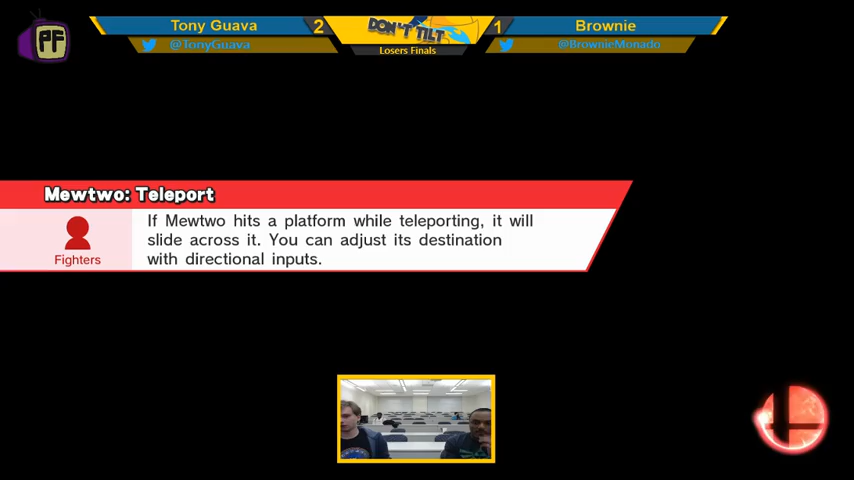 PF
Tony Guava 2 DON'T TILT 1 Brownie
@TonyGuava Losers Finals @BrownieMonado
Mewtwo: Teleport
If Mewtwo hits a platform while teleporting, it will
slide across it. You can adjust its destination
with directional inputs.
Fighters